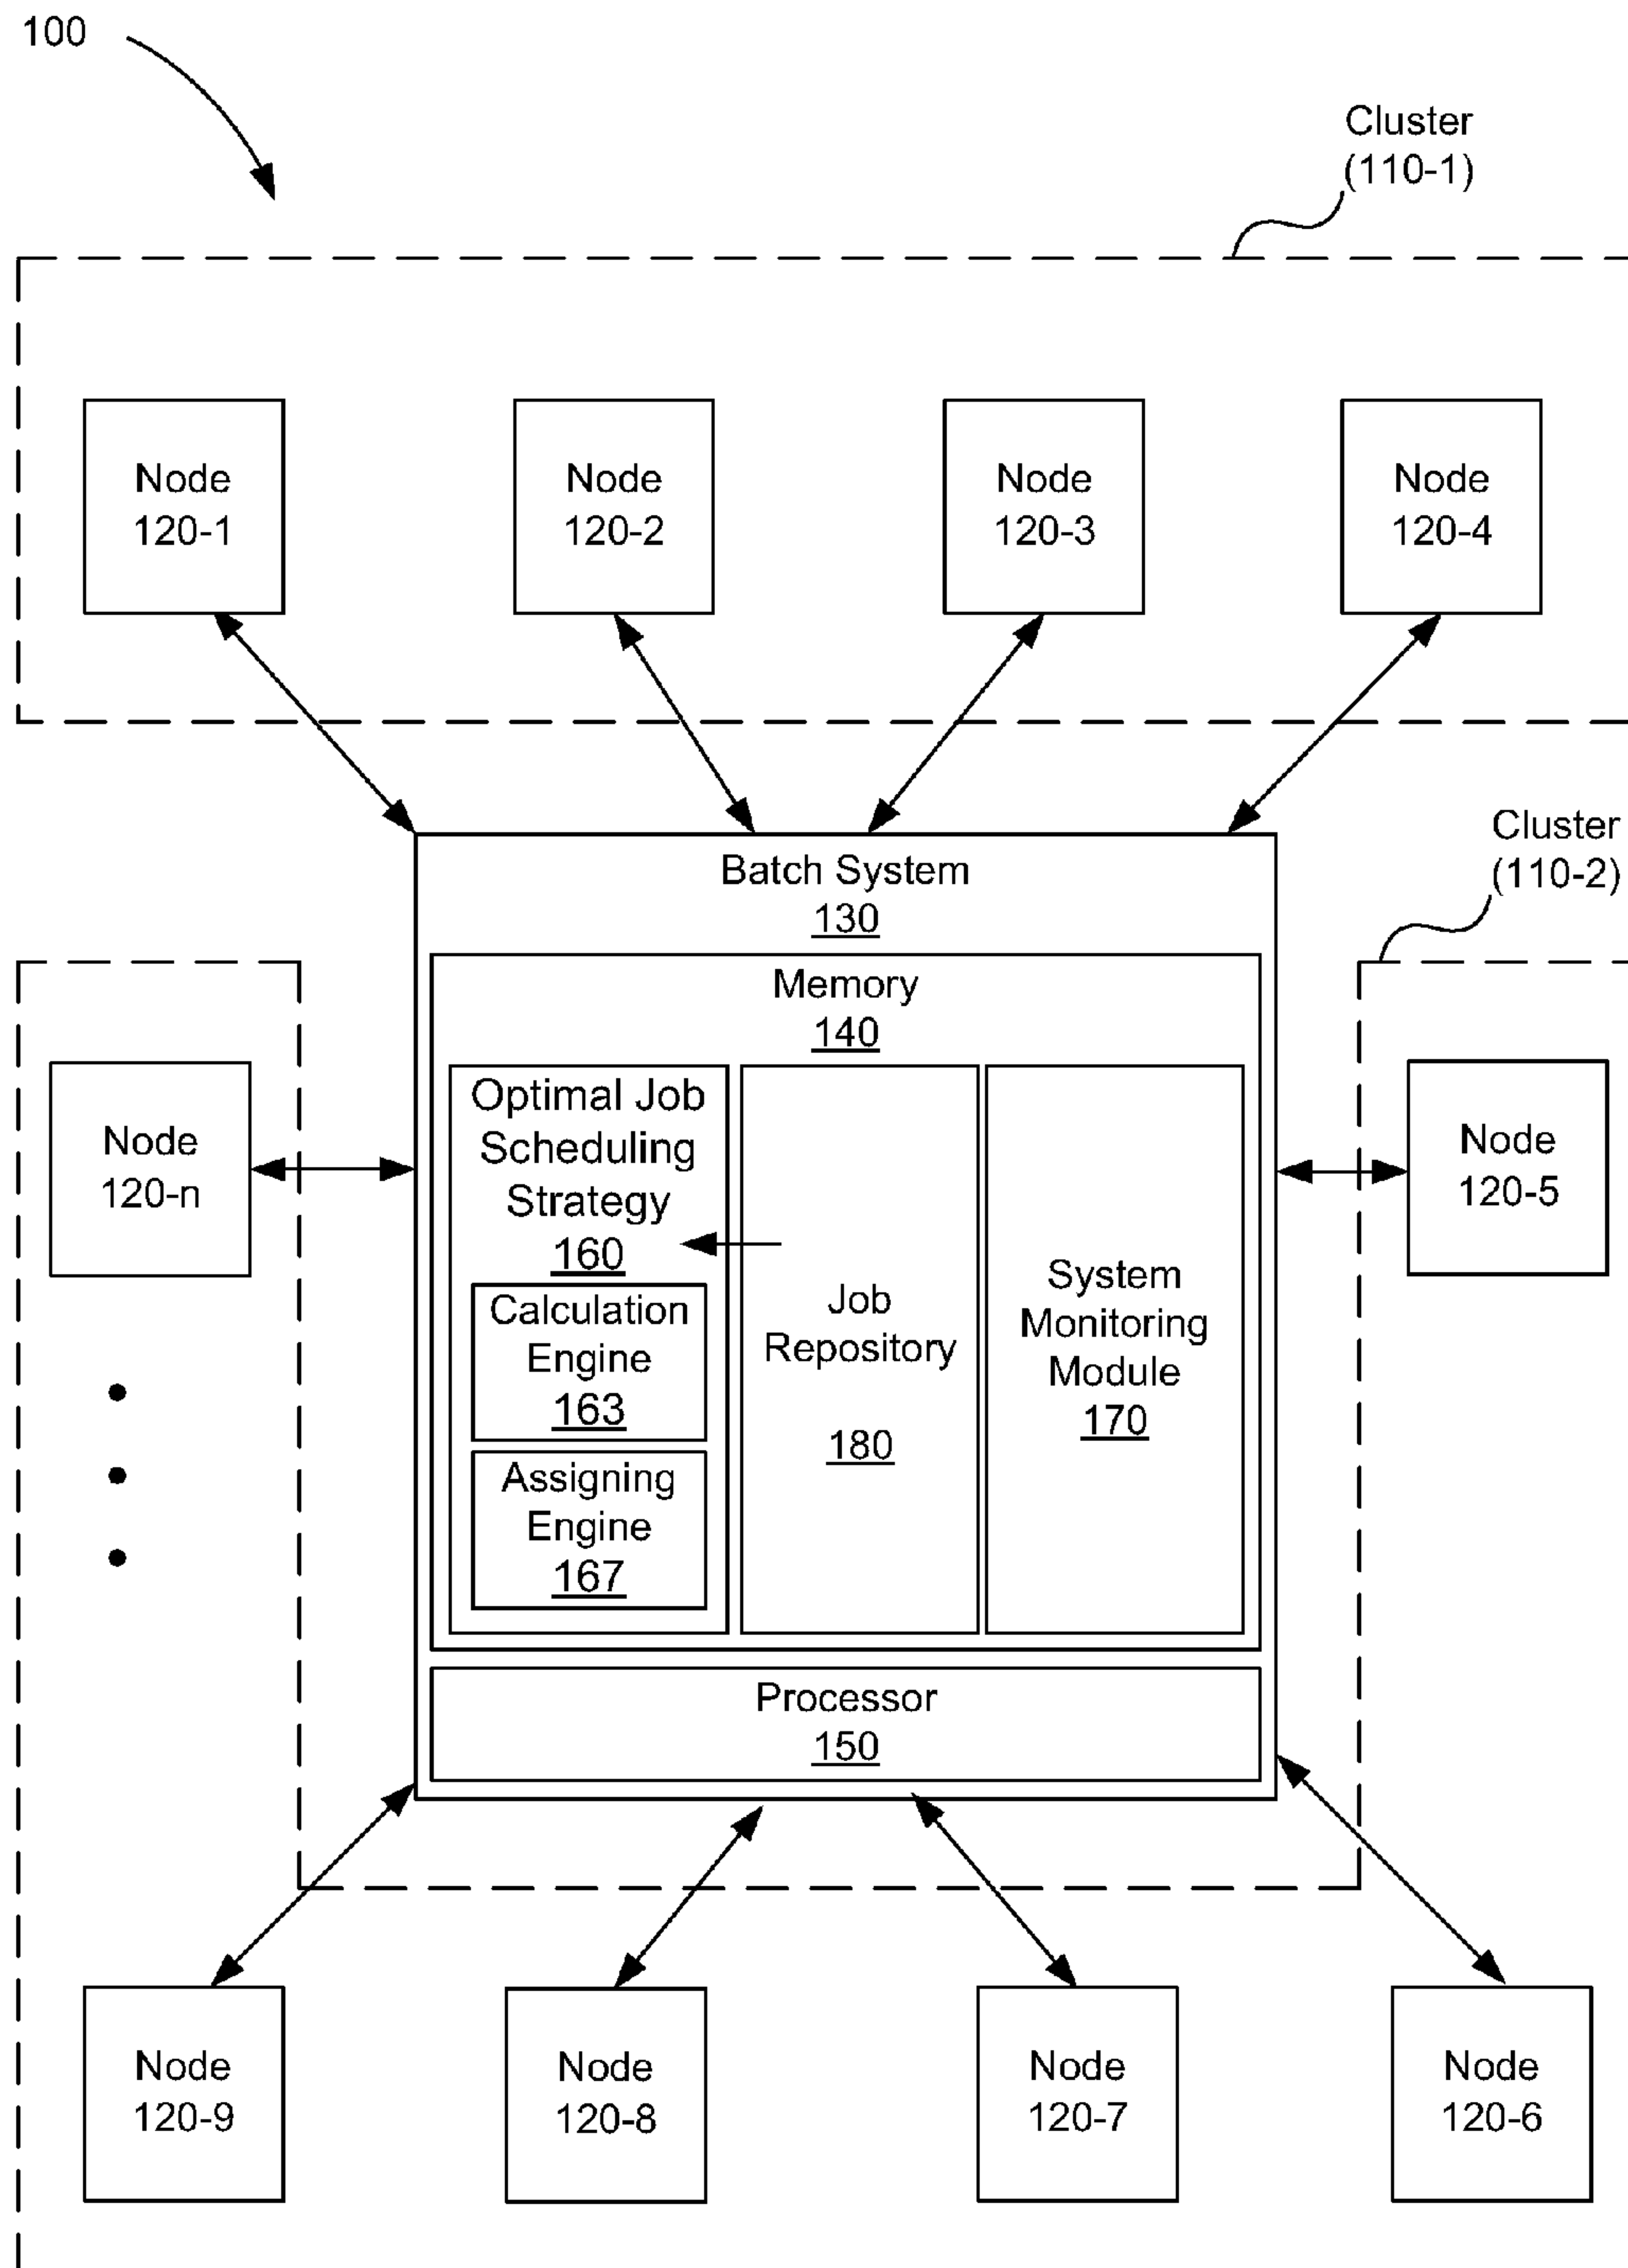 100
Cluster
(110-1)
Node
120-1
Node
120-2
Node
120-3
Node
120-4
Cluster
(110-2)
Batch System
130
Memory
140
Node
120-n
Optimal Job
Scheduling
Strategy
160
Calculation
Engine
163
Assigning
Engine
167
Job
Repository
180
System
Monitoring
Module
170
Node
120-5
Processor
150
Node
120-9
Node
120-8
Node
120-7
Node
120-6